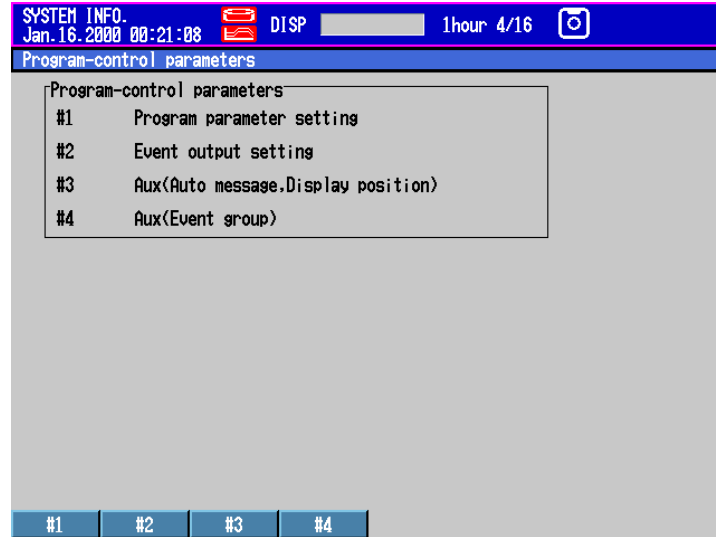 SYSTEM INFO.
Jan.16.2000 00:21:08 DISP 1hour 4/16
Program-control parameters
Program-control parameters
#1 Program parameter setting
#2 Event output setting
#3 Aux(Auto message,Display position)
#4 Aux(Event group)
#1 #2 #3 #4